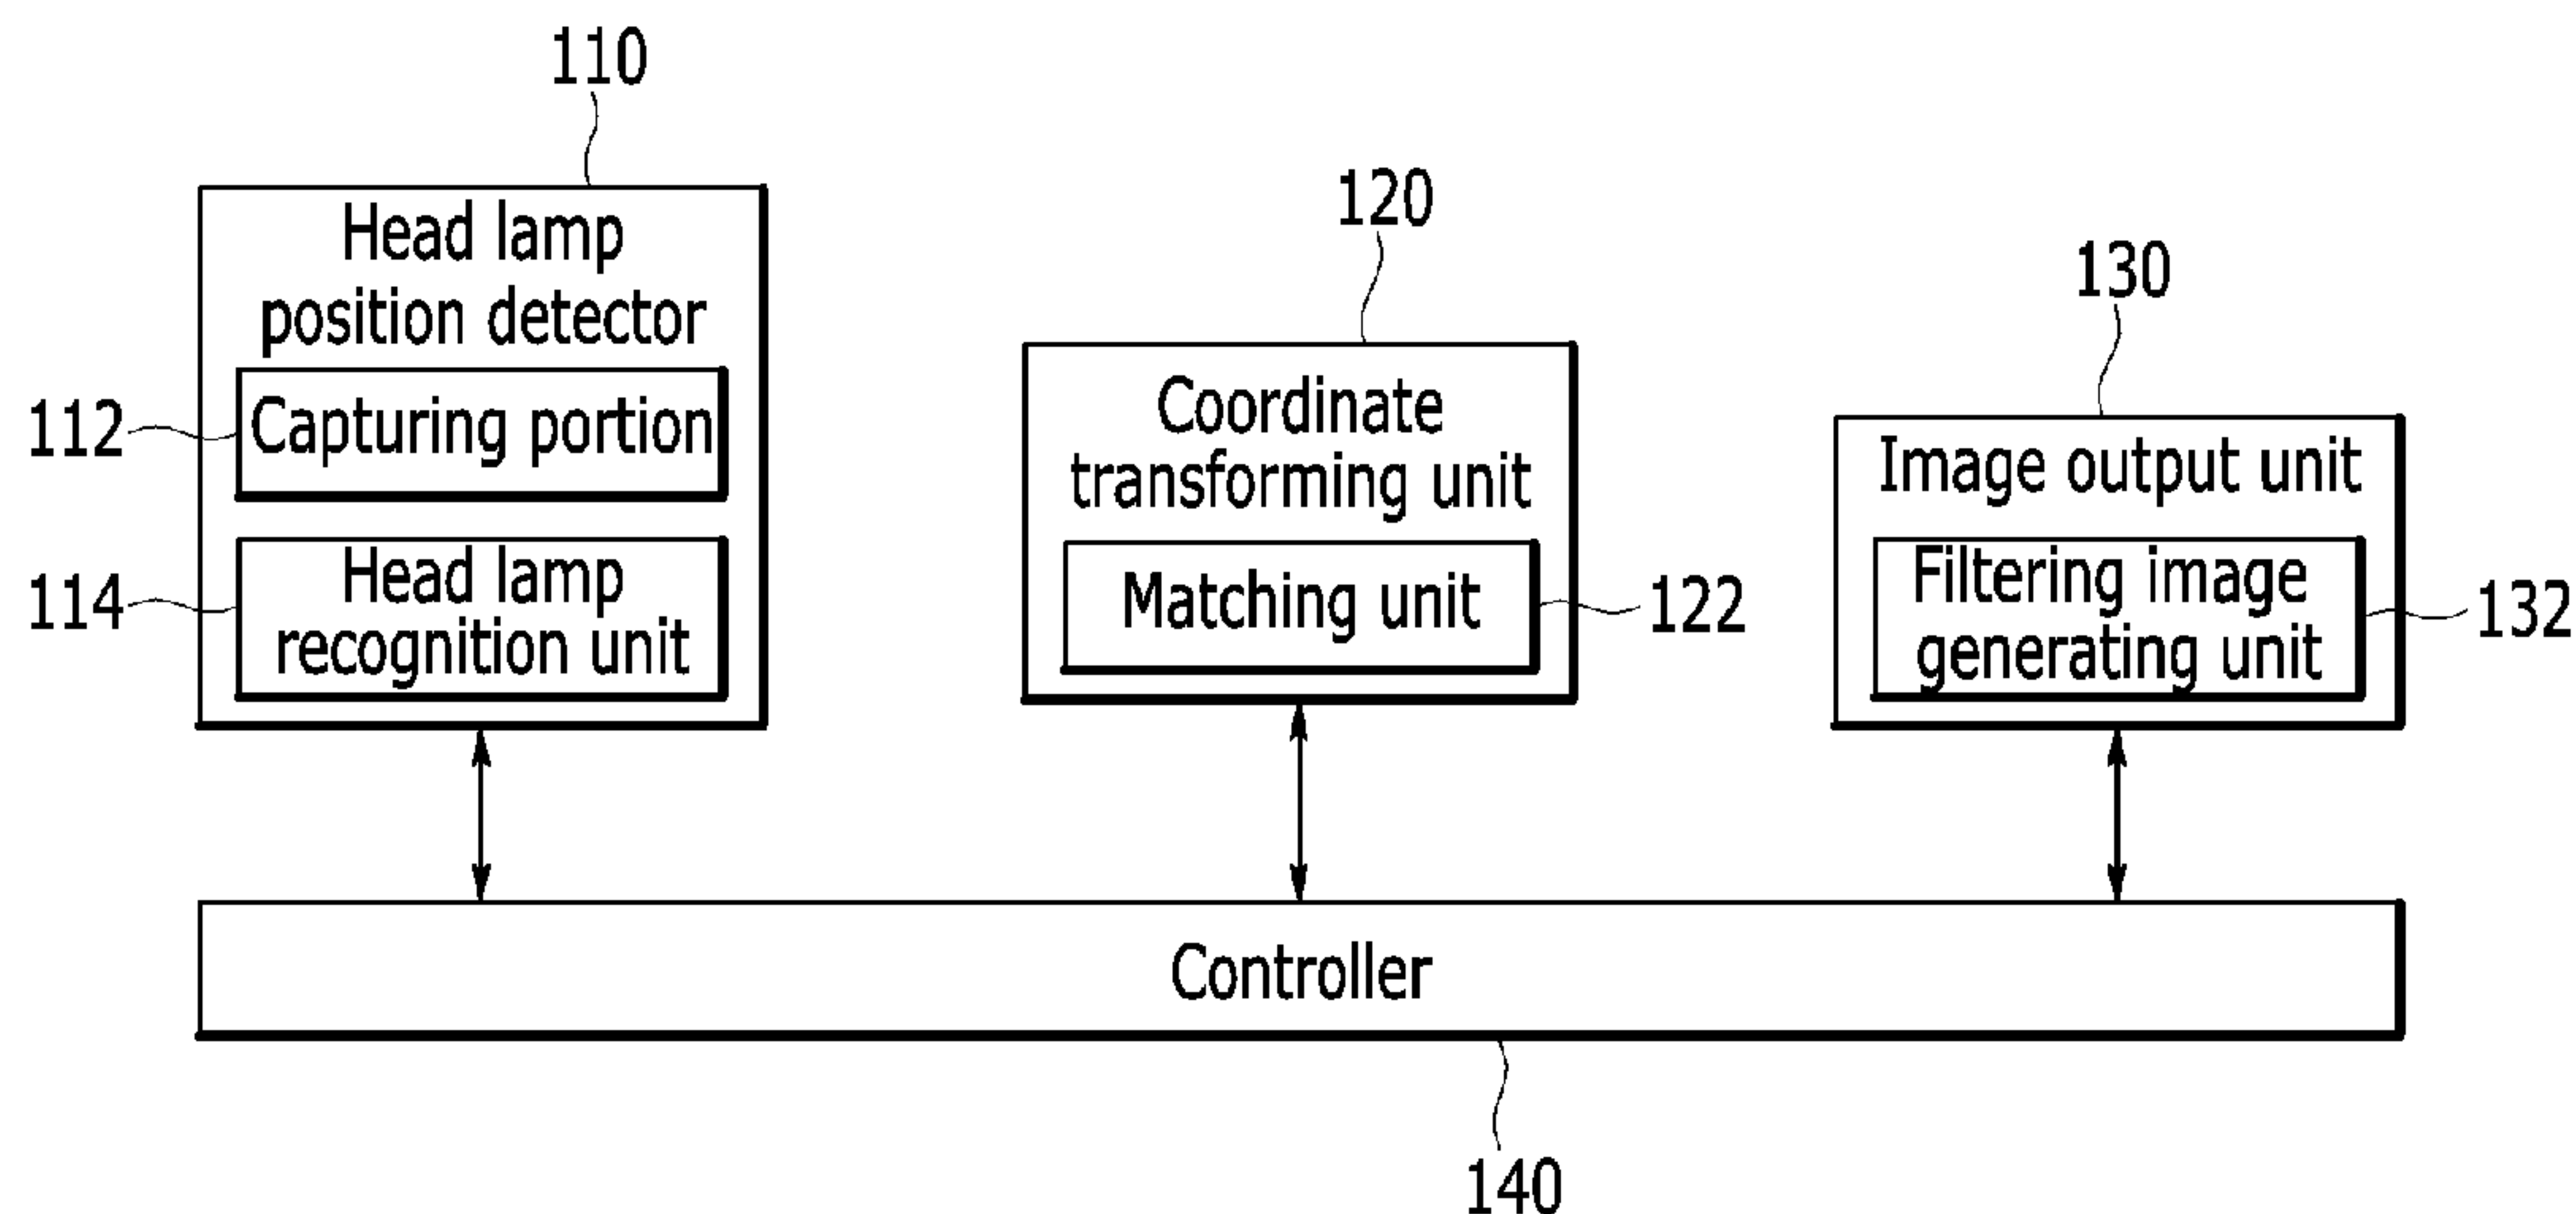 110
Head lamp
position detector
112
Capturing portion
114
Head lamp
recognition unit
120
Coordinate
transforming unit
Matching unit
122
130
Image output unit
Filtering image
generating unit
132
Controller
140